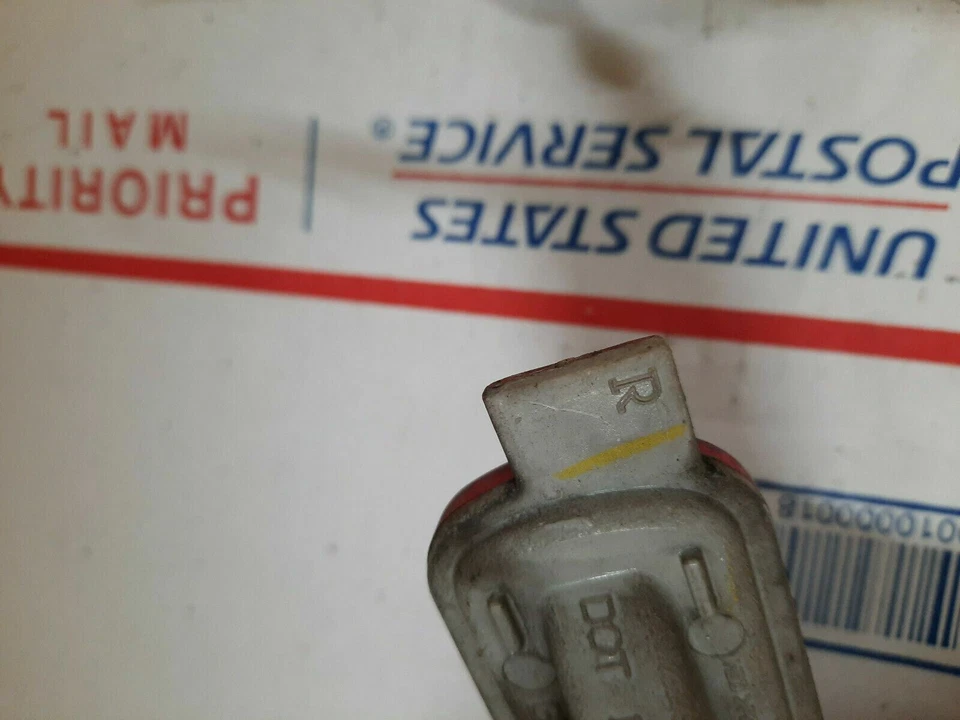 UNITED STATES
POSTAL SERVICE®
PRIORITY
MAIL
R
DOT